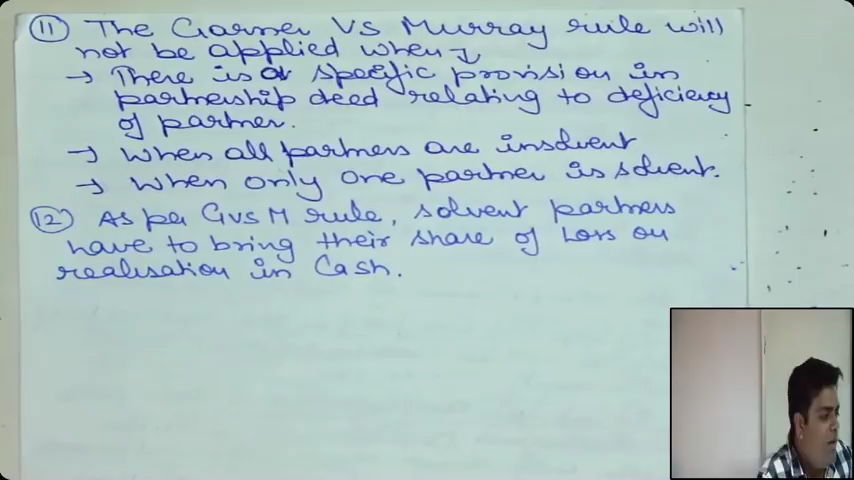 (11) The Garner VS Murray rule will
not be applied when ↓
→ There is a specific provision in
partnership deed relating to deficiency
of partner.
→ When all partners are insolvent
→ When only one partner is solvent.
(12) As per GvsM rule, solvent partners
have to bring their share of Loss on
realisation in Cash.